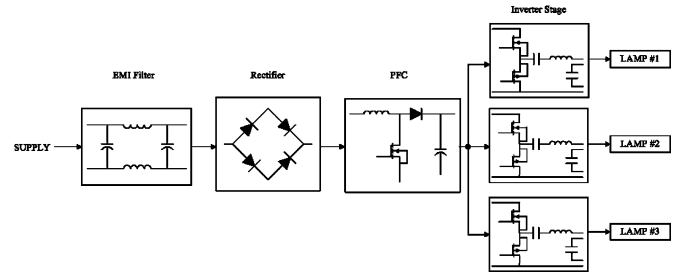 Inverter Stage
EMI Filter
Rectifier
PFC
SUPPLY
LAMP #1
LAMP #2
LAMP #3